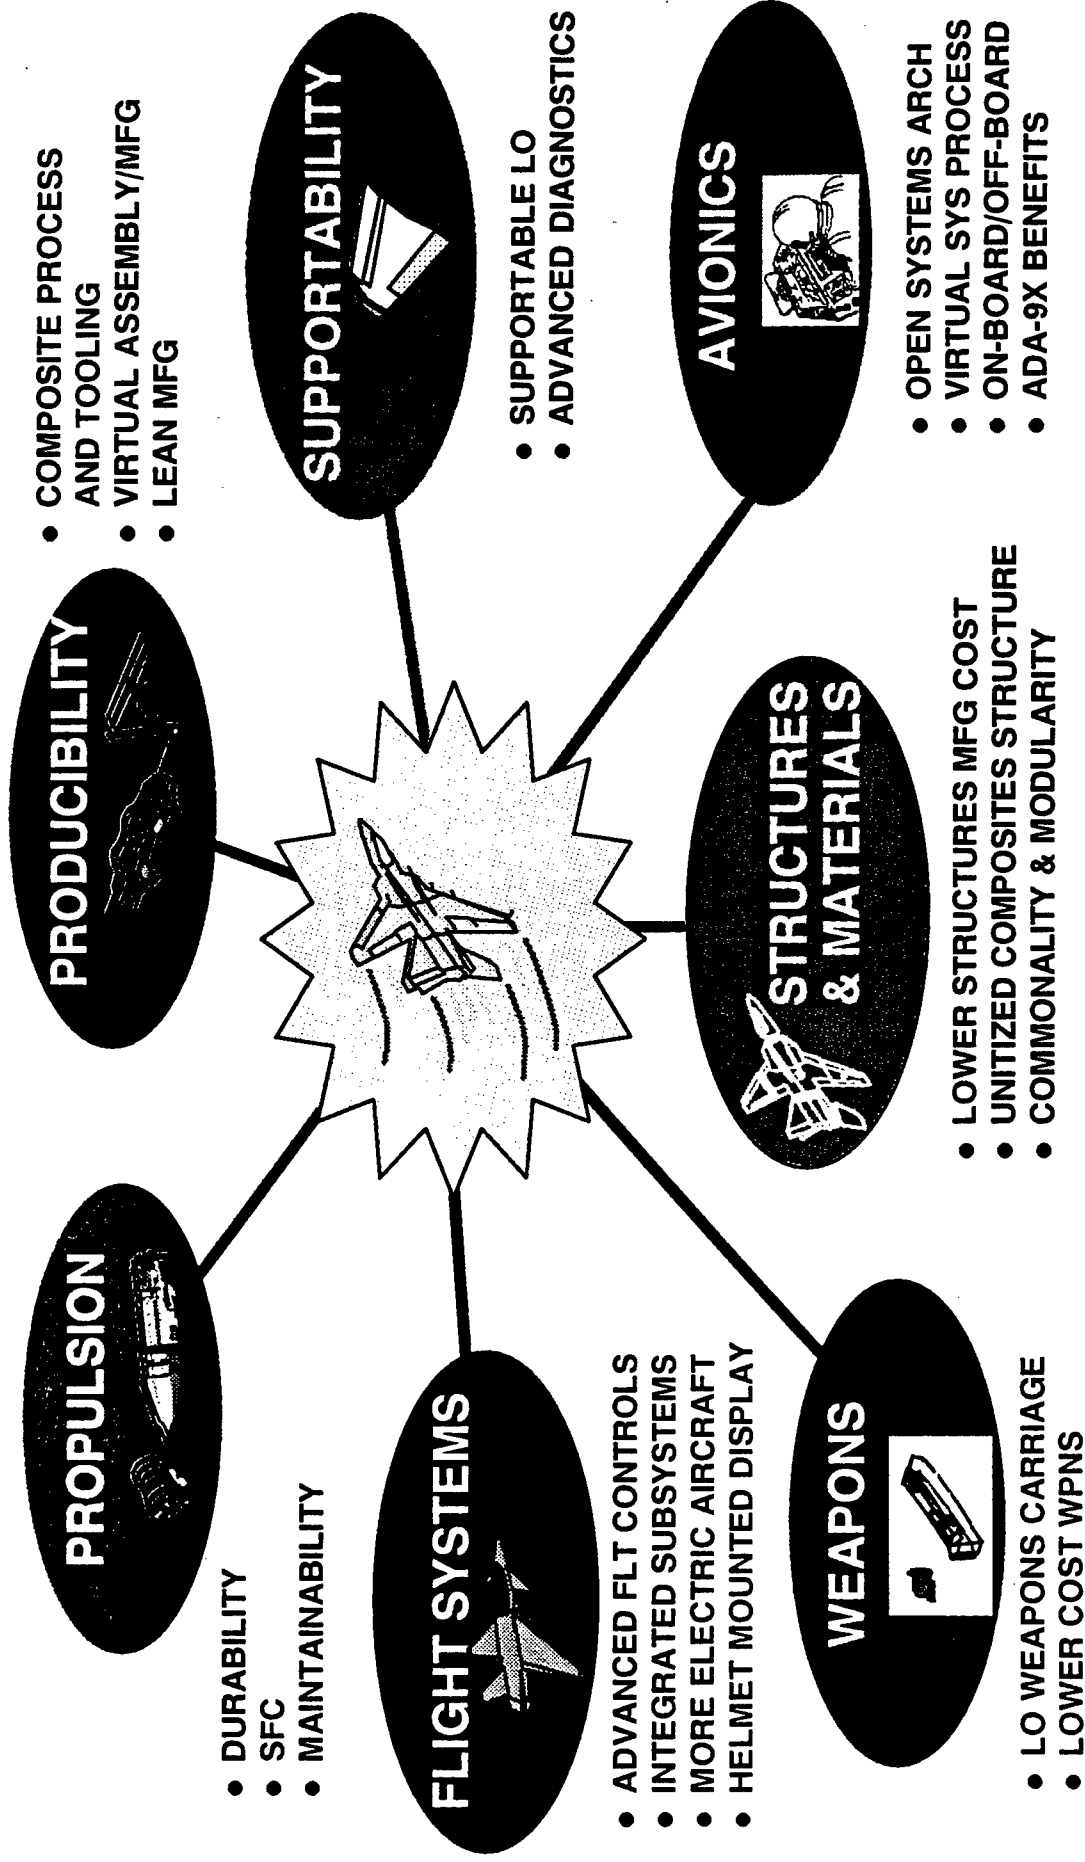 PROPULSION
• DURABILITY
• SFC
• MAINTAINABILITY
PRODUCIBILITY
• COMPOSITE PROCESS
AND TOOLING
• VIRTUAL ASSEMBLY/MFG
• LEAN MFG
FLIGHT SYSTEMS
• ADVANCED FLT CONTROLS
• INTEGRATED SUBSYSTEMS
• MORE ELECTRIC AIRCRAFT
• HELMET MOUNTED DISPLAY
SUPPORTABILITY
• SUPPORTABLE LO
• ADVANCED DIAGNOSTICS
WEAPONS
• LO WEAPONS CARRIAGE
• LOWER COST WPNS
STRUCTURES
& MATERIALS
• LOWER STRUCTURES MFG COST
• UNITIZED COMPOSITES STRUCTURE
• COMMONALITY & MODULARITY
AVIONICS
• OPEN SYSTEMS ARCH
• VIRTUAL SYS PROCESS
• ON-BOARD/OFF-BOARD
• ADA-9X BENEFITS